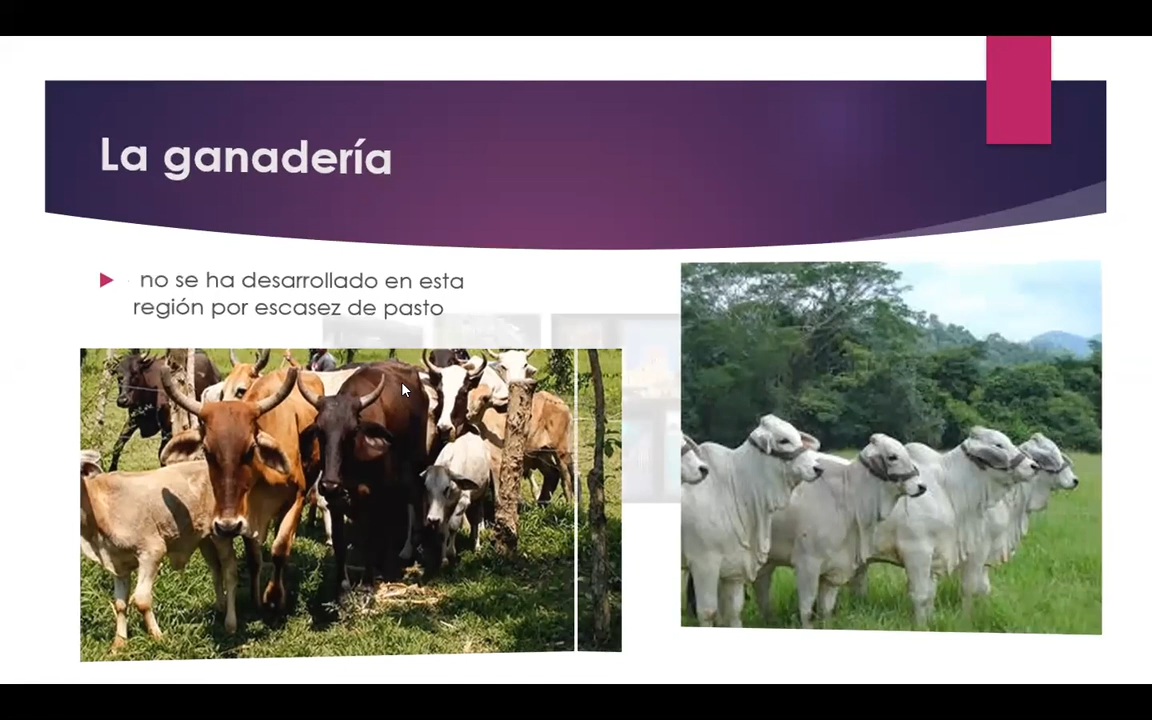 La ganadería
no se ha desarrollado en esta
región por escasez de pasto